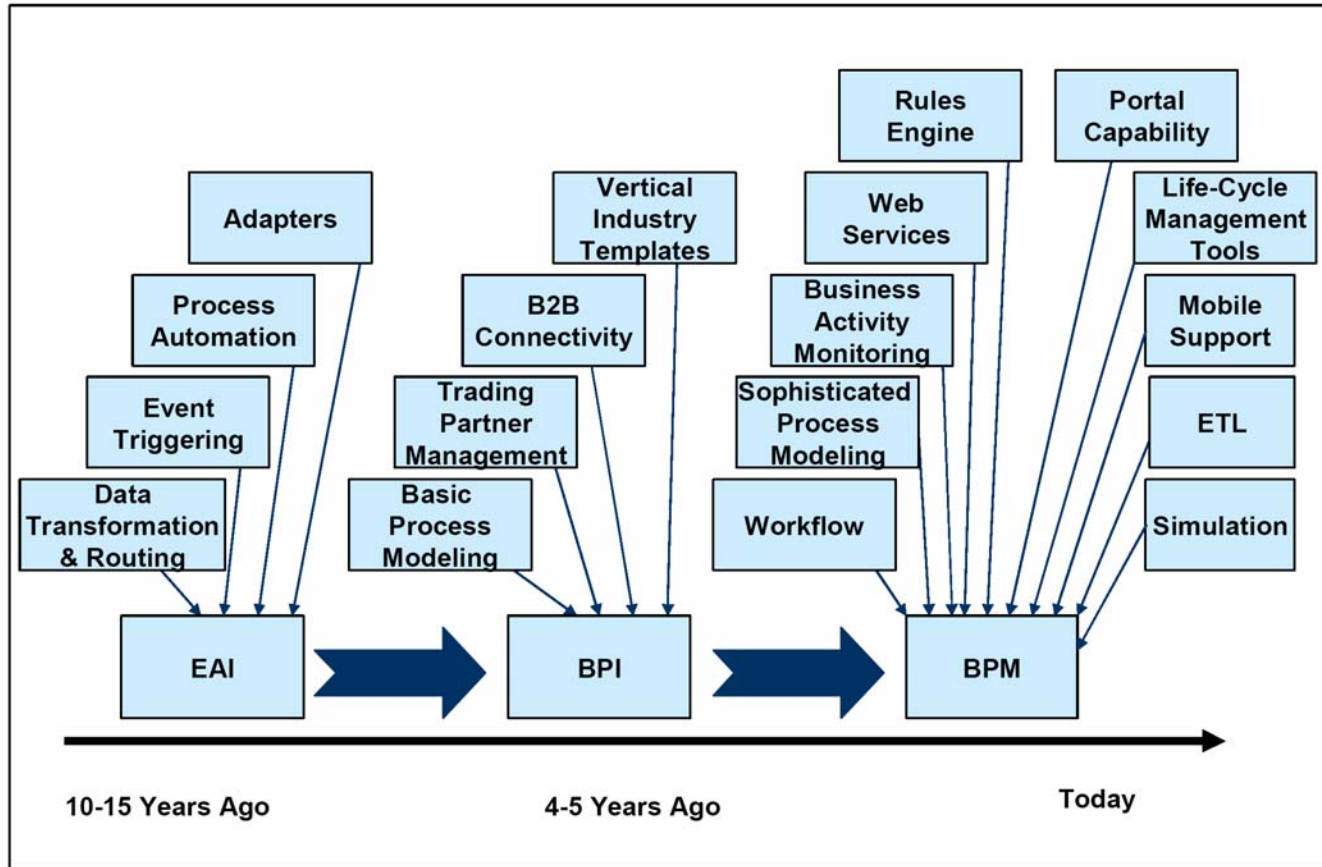 Rules
Engine
Portal
Capability
Adapters
Vertical
Industry
Templates
Web
Services
Life-Cycle
Management
Tools
Process
Automation
B2B
Connectivity
Business
Activity
Monitoring
Mobile
Support
Event
Triggering
Trading
Partner
Management
Sophisticated
Process
Modeling
ETL
Data
Transformation
& Routing
Basic
Process
Modeling
Workflow
Simulation
EAI
BPI
BPM
10-15 Years Ago
4-5 Years Ago
Today